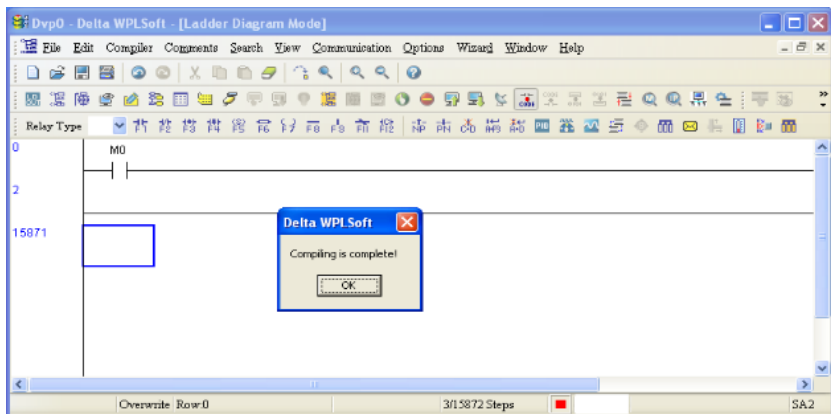 Dvp0 - Delta WPLSoft - [Ladder Diagram Mode]
File Edit Compiler Comments Search View Communication Options Wizard Window Help
Relay Type
0
M0
2
15871
Delta WPLSoft
Compiling is complete!
OK
Overwrite Row:0 3/15872 Steps SA2